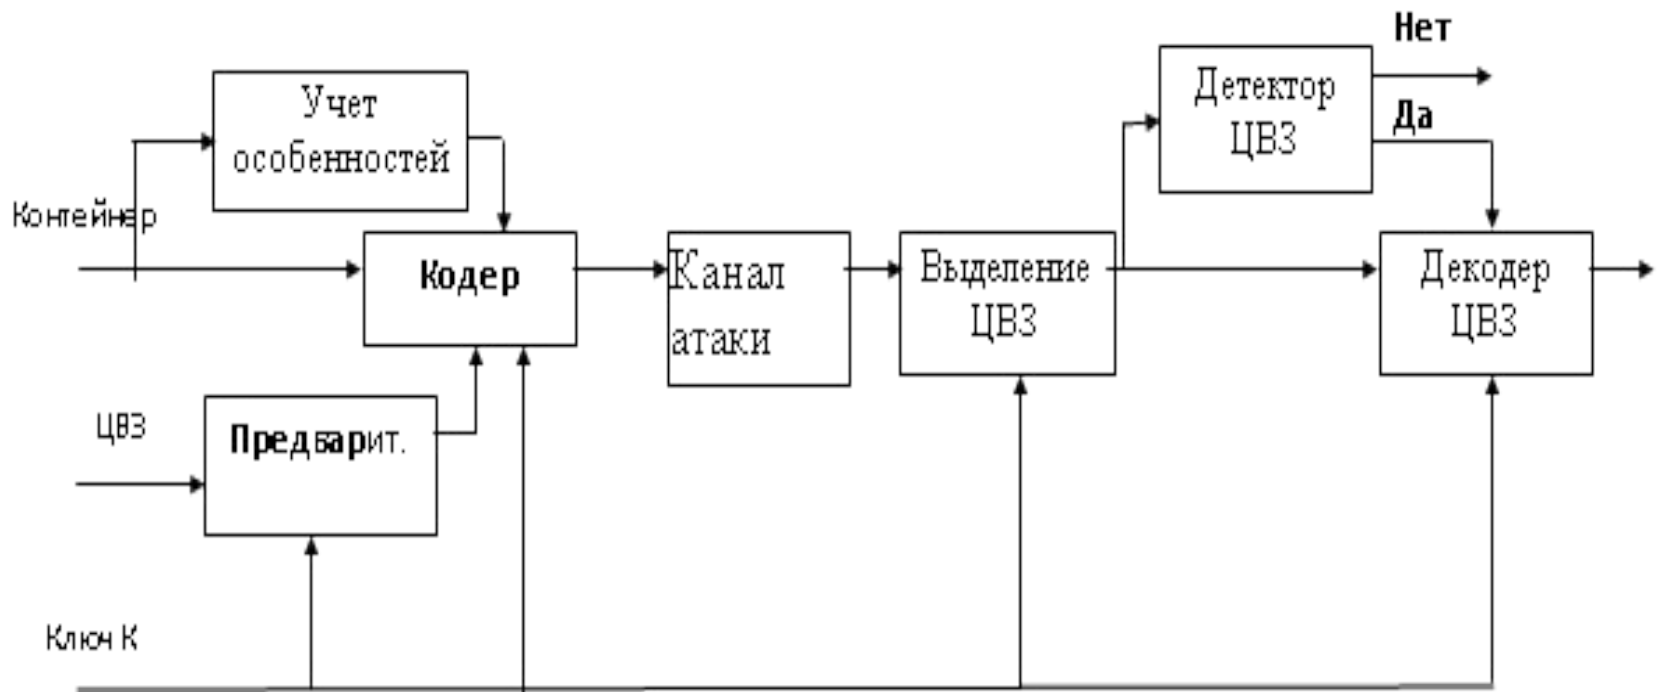 Нет
Учет
особенностей
Детектор
ЦВЗ
Да
Контейнер
Кодер
Канал
атаки
Выделение
ЦВЗ
Декодер
ЦВЗ
ЦВЗ
Предварит.
Ключ К